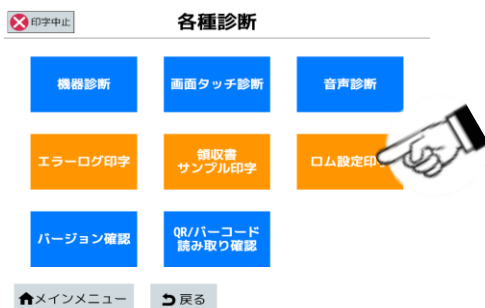 印字中止
各種診断
機器診断
画面タッチ診断
音声診断
エラーログ印字
領収書
サンプル印字
ロム設定印
バージョン確認
QR/バーコード
読み取り確認
メインメニュー
戻る